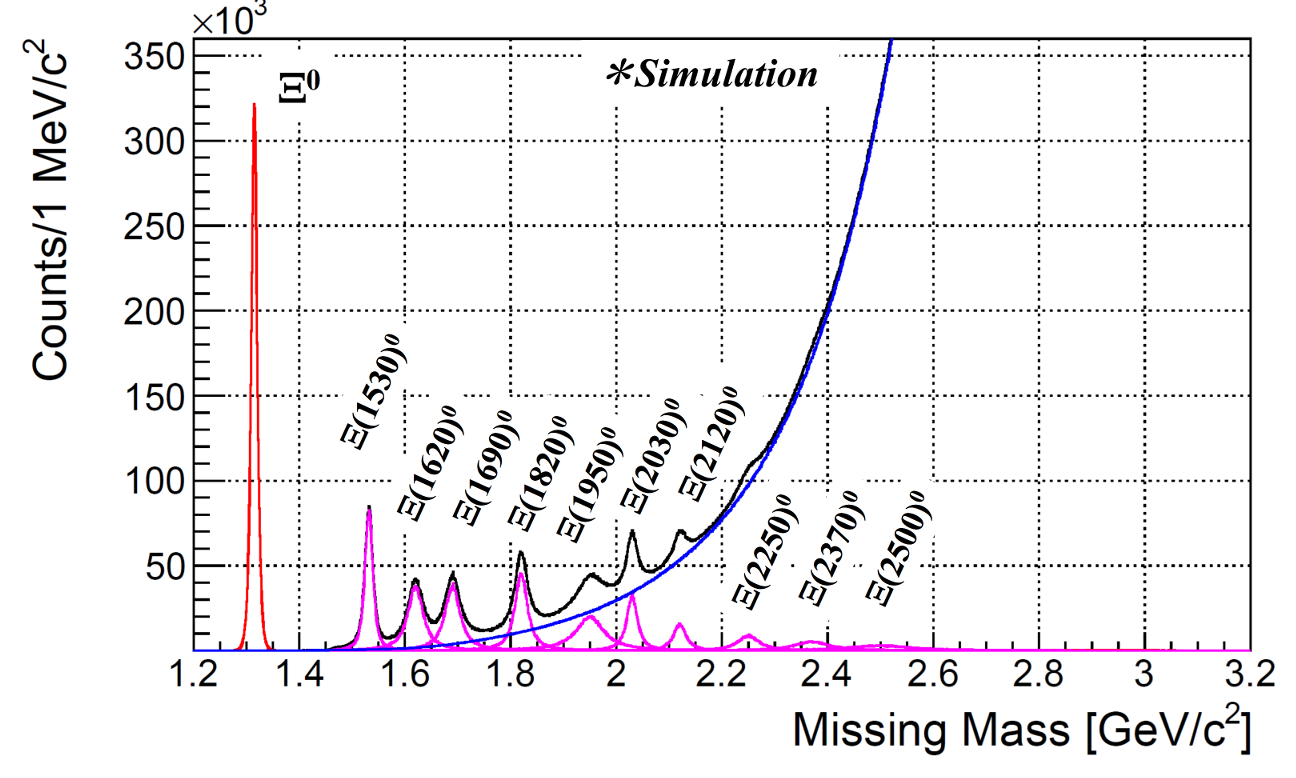 ×10³
Counts/1 MeV/c²
350
300
250
200
150
100
50
Ξ⁰
*Simulation
Ξ(1530)⁰
Ξ(1620)⁰
Ξ(1690)⁰
Ξ(1820)⁰
Ξ(1950)⁰
Ξ(2030)⁰
Ξ(2120)⁰
Ξ(2250)⁰
Ξ(2370)⁰
Ξ(2500)⁰
1.2 1.4 1.6 1.8 2 2.2 2.4 2.6 2.8 3 3.2
Missing Mass [GeV/c²]